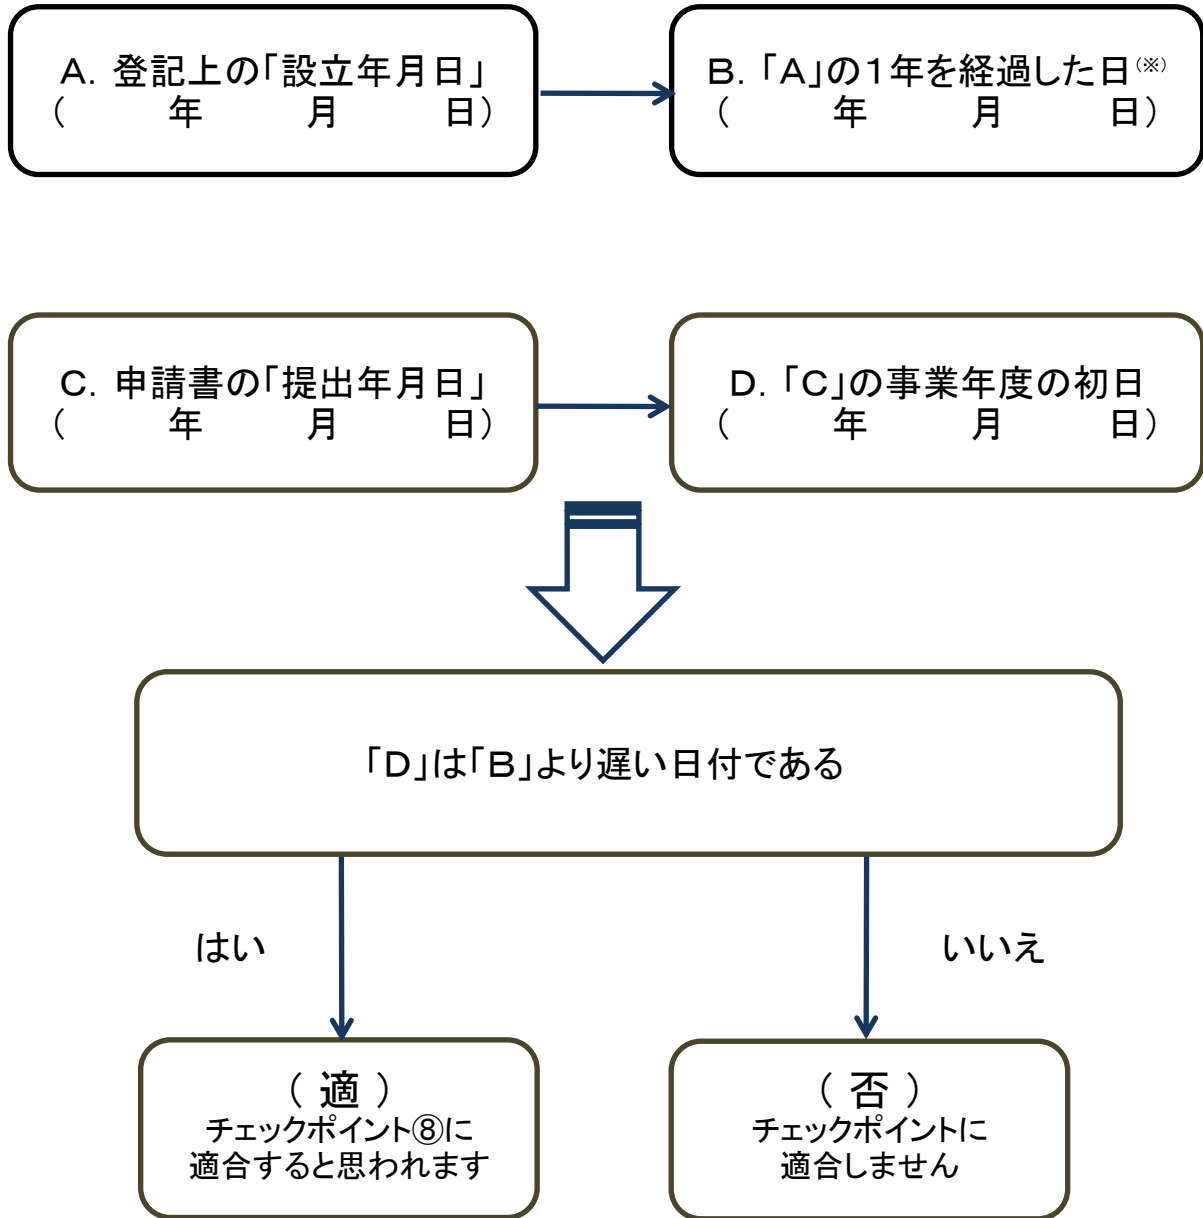 A. 登記上の「設立年月日」
( 年 月 日)
B. 「A」の1年を経過した日(※)
( 年 月 日)
C. 申請書の「提出年月日」
( 年 月 日)
D. 「C」の事業年度の初日
( 年 月 日)
「D」は「B」より遅い日付である
はい
いいえ
( 適 )
チェックポイント⑧に
適合すると思われます
( 否 )
チェックポイントに
適合しません